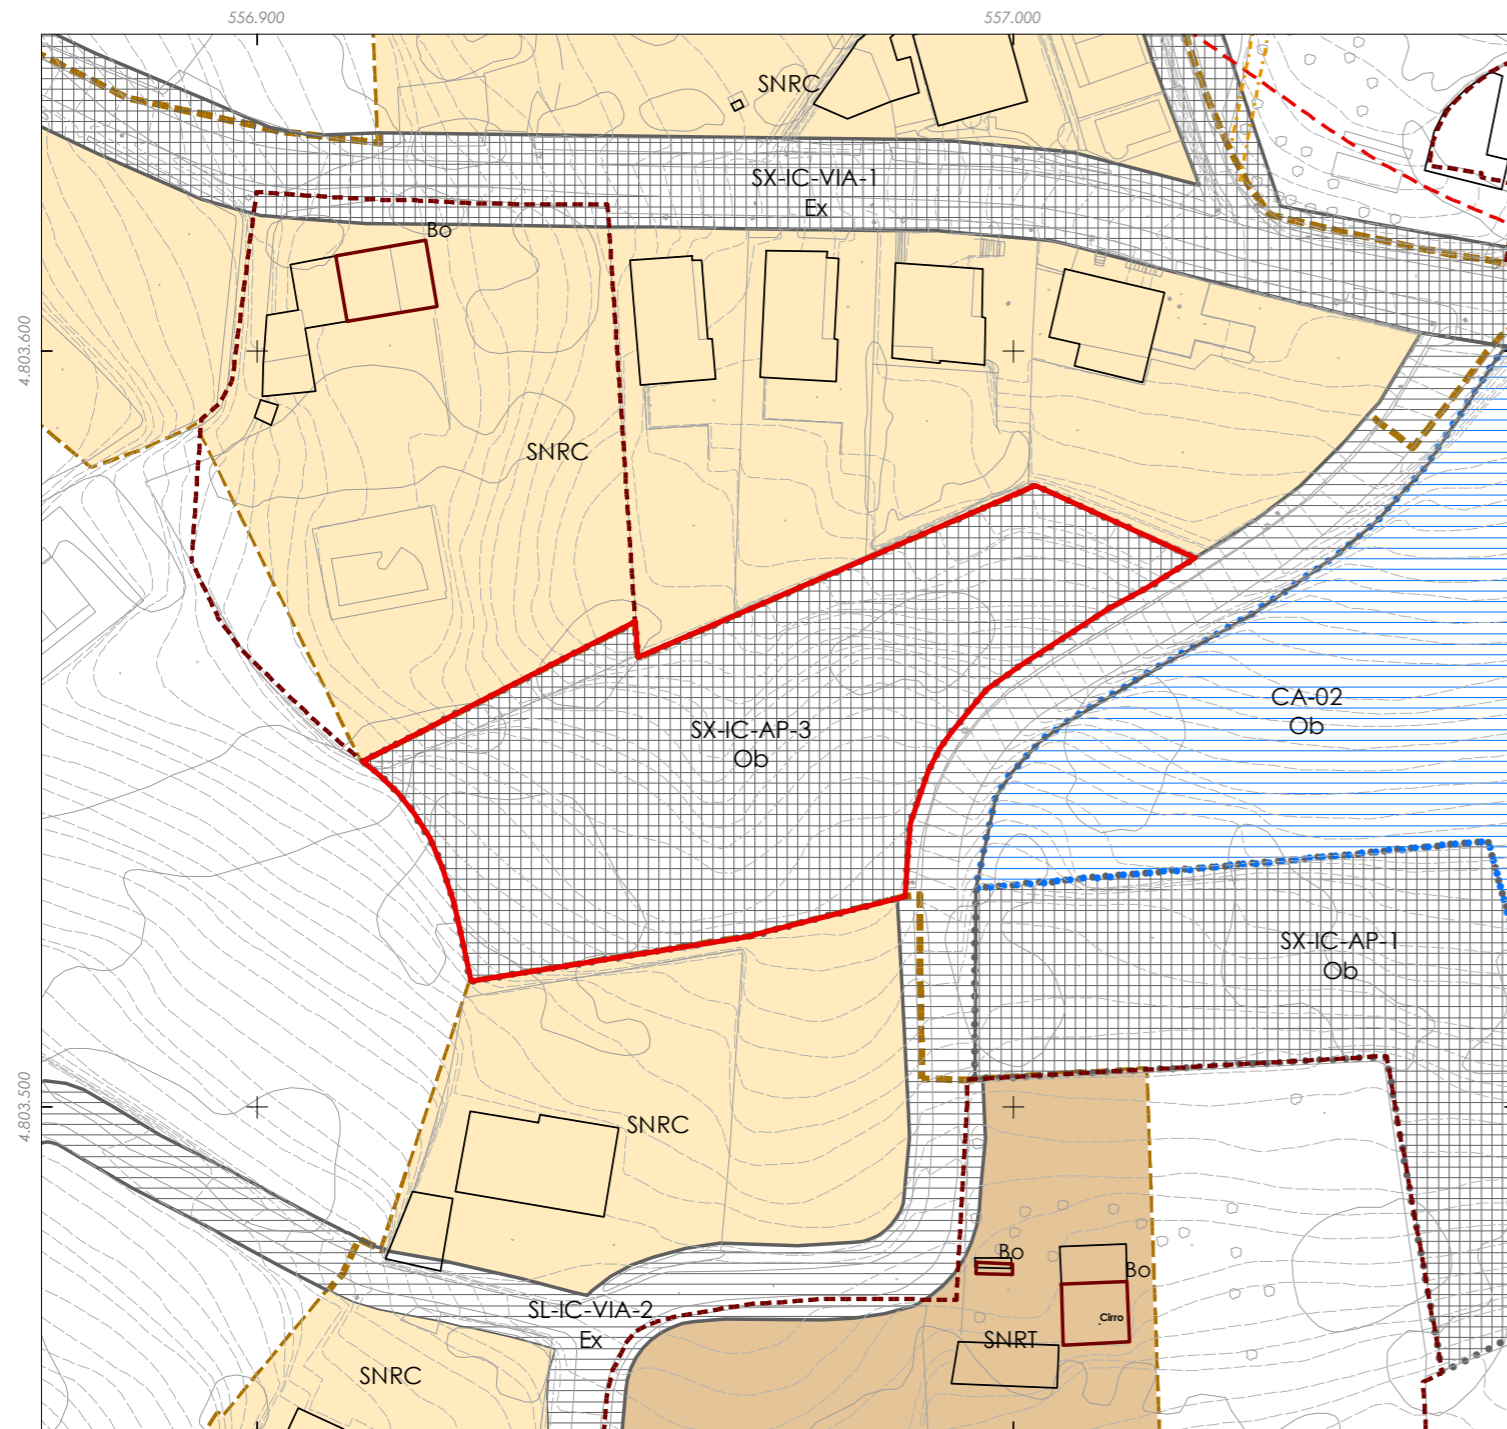 556.900
557.000
SNRC
SX-IC-VIA-1
Ex
Bo
4.803.600
SNRC
CA-02
Ob
SX-IC-AP-3
Ob
SX-IC-AP-1
Ob
4.803.500
SNRC
Bo
Bo
Cirro
SL-IC-VIA-2
Ex
SNRT
SNRC